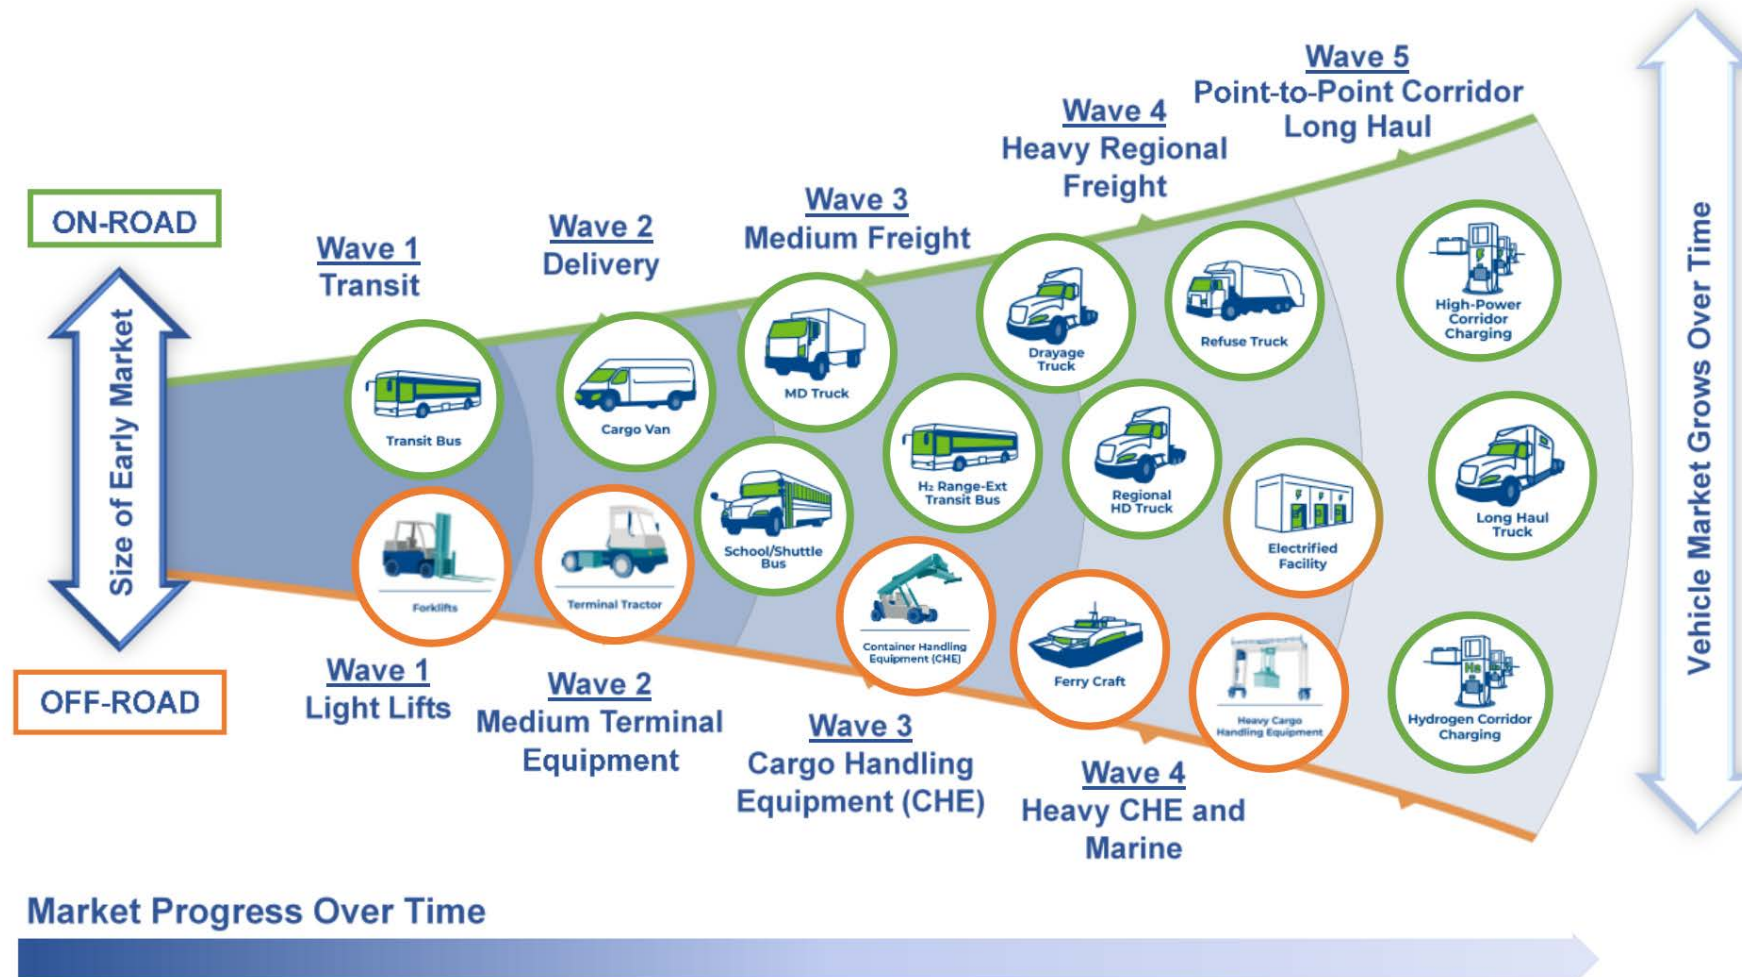 Wave 5
Point-to-Point Corridor
Long Haul
Wave 4
Heavy Regional
Freight
Wave 3
Medium Freight
Wave 2
Delivery
Wave 1
Transit
ON-ROAD
Size of Early Market
OFF-ROAD
Transit Bus
Forklifts
Cargo Van
Terminal Tractor
MD Truck
School/Shuttle
Bus
H₂ Range-Ext
Transit Bus
Container Handling
Equipment (CHE)
Drayage
Truck
Regional
HD Truck
Ferry Craft
Refuse Truck
Electrified
Facility
Heavy Cargo
Handling Equipment
High-Power
Corridor
Charging
Long Haul
Truck
H₂
Hydrogen Corridor
Charging
Vehicle Market Grows Over Time
Wave 1
Light Lifts
Wave 2
Medium Terminal
Equipment
Wave 3
Cargo Handling
Equipment (CHE)
Wave 4
Heavy CHE and
Marine
Market Progress Over Time